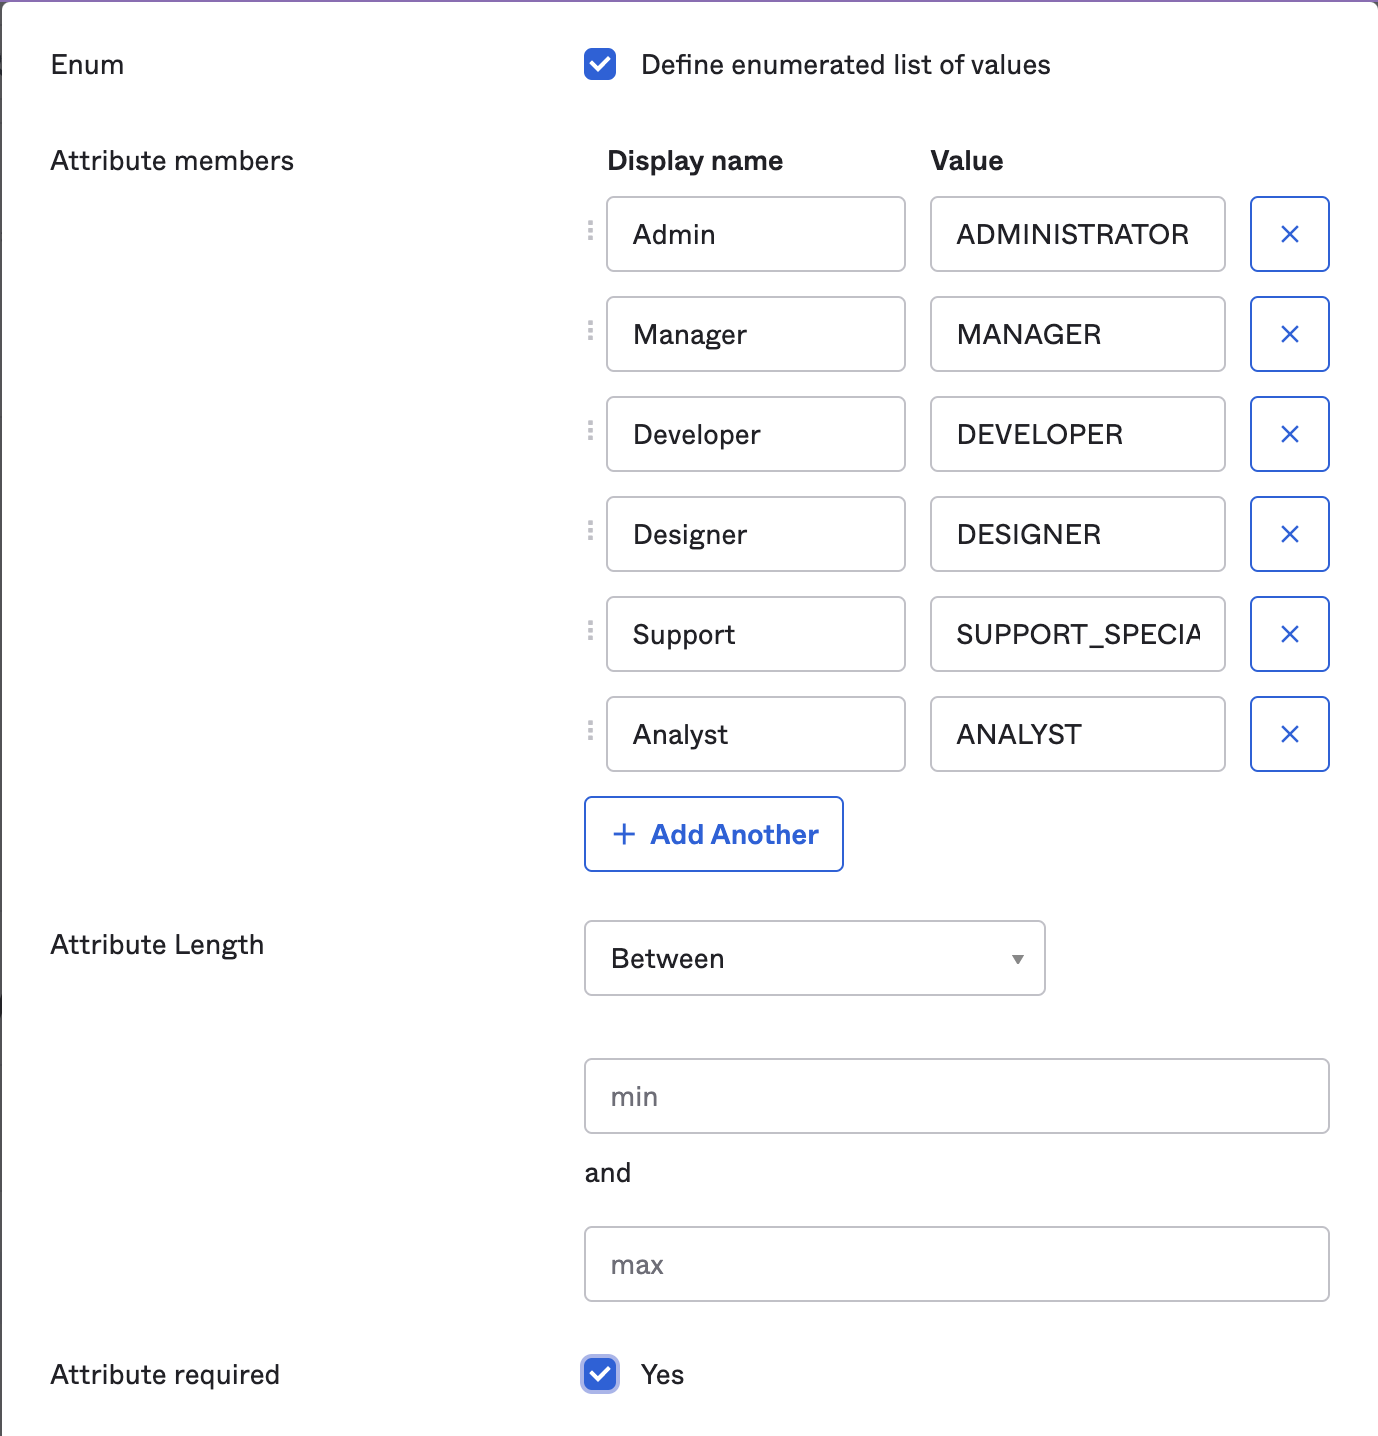 Enum Define enumerated list of values
Attribute members Display name Value
Admin ADMINISTRATOR
Manager MANAGER
Developer DEVELOPER
Designer DESIGNER
Support SUPPORT_SPECIA
Analyst ANALYST
+ Add Another
Attribute Length Between
min
and
max
Attribute required Yes